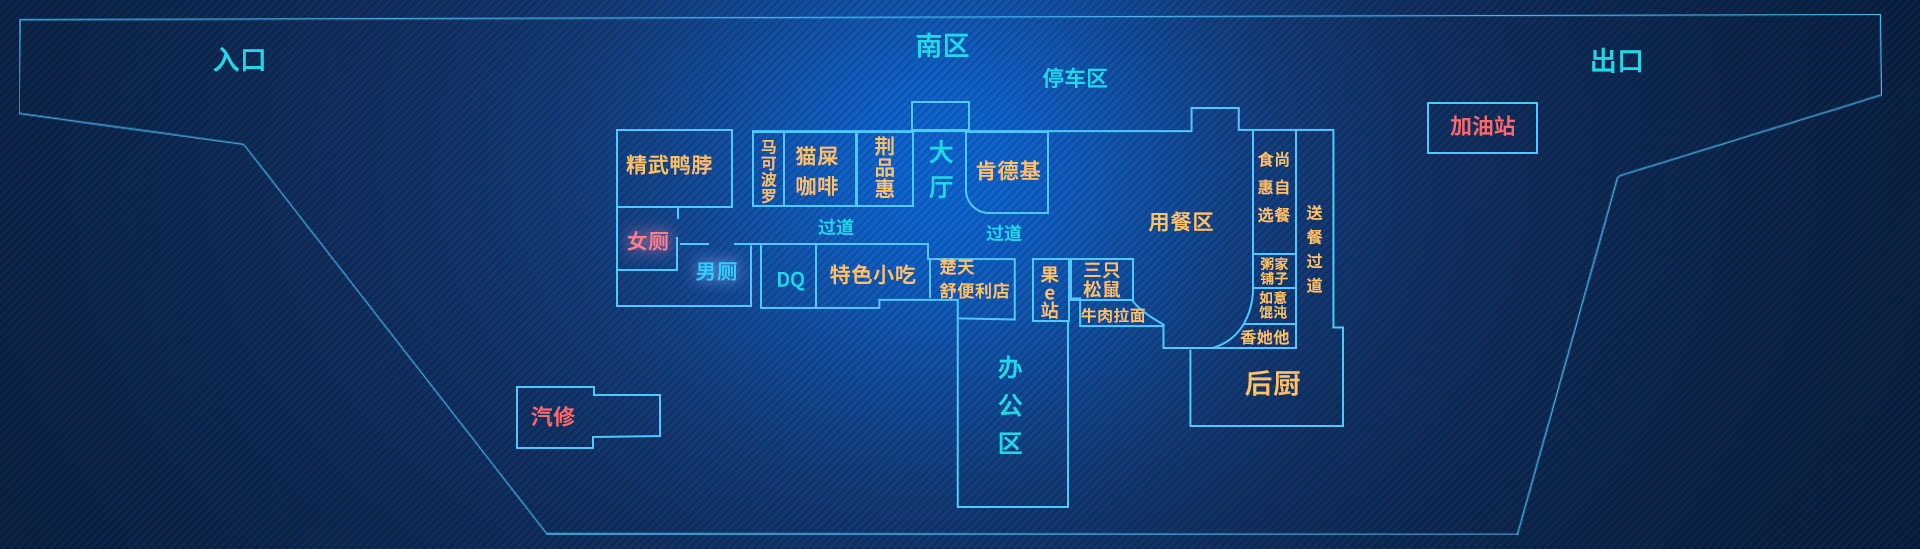 入口
南区
出口
停车区
加油站
精武鸭脖
马可波罗
猫屎
咖啡
荆品惠
大厅
肯德基
食尚
惠自
选餐
送餐过道
用餐区
过道
过道
女厕
男厕
DQ
特色小吃
楚天
舒便利店
果e站
三只
松鼠
牛肉拉面
粥家
铺子
如意
馄沌
香她他
后厨
办公区
汽修